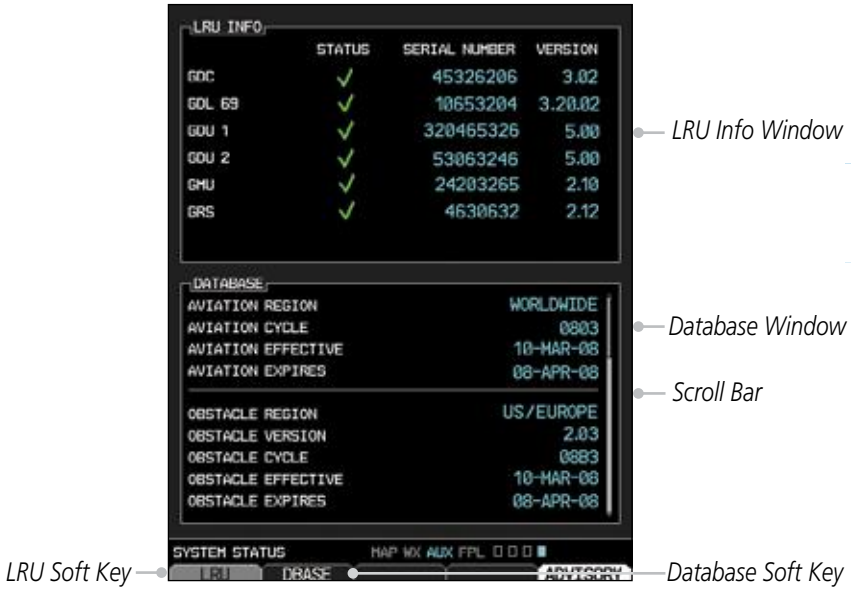 LRU INFO
STATUS SERIAL NUMBER VERSION
GDC 45326206 3.02
GDL 69 10653204 3.20.02
GDU 1 320465326 5.00
GDU 2 53063246 5.00
GMU 24203265 2.10
GRS 4630632 2.12
LRU Info Window
DATABASE
AVIATION REGION WORLDWIDE
AVIATION CYCLE 0803
AVIATION EFFECTIVE 10-MAR-08
AVIATION EXPIRES 08-APR-08
Database Window
Scroll Bar
OBSTACLE REGION US/EUROPE
OBSTACLE VERSION 2.03
OBSTACLE CYCLE 08B3
OBSTACLE EFFECTIVE 10-MAR-08
OBSTACLE EXPIRES 08-APR-08
SYSTEM STATUS MAP WX AUX FPL
LRU Soft Key LRU DBASE ADVISORY Database Soft Key